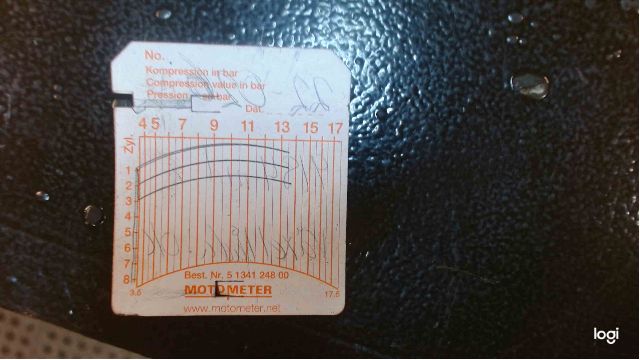 No.
Kompression in bar
Compression value in bar
Pression en bar
Dat.
4 5 7 9 11 13 15 17
Zyl.
1
2
3
4
5
6
7
8
3.5 17.5
Best. Nr. 5 1341 248 00
MOTOMETER
www.motometer.net
logi